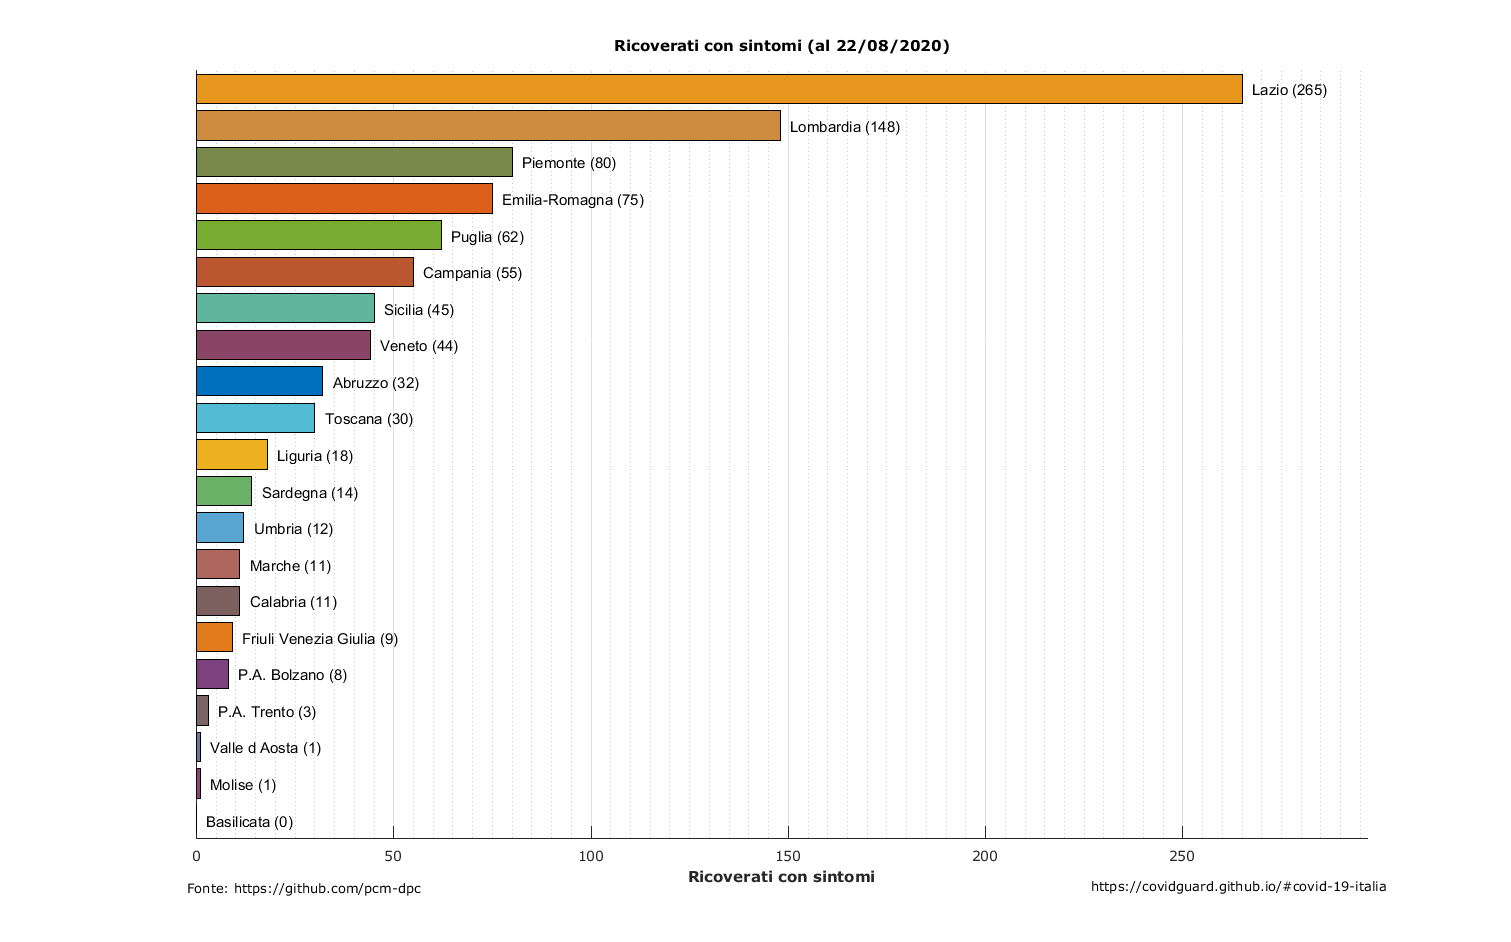 Ricoverati con sintomi (al 22/08/2020)
Lazio (265)
Lombardia (148)
Piemonte (80)
Emilia-Romagna (75)
Puglia (62)
Campania (55)
Sicilia (45)
Veneto (44)
Abruzzo (32)
Toscana (30)
Liguria (18)
Sardegna (14)
Umbria (12)
Marche (11)
Calabria (11)
Friuli Venezia Giulia (9)
P.A. Bolzano (8)
P.A. Trento (3)
Valle d Aosta (1)
Molise (1)
Basilicata (0)
0 50 100 150 200 250
Ricoverati con sintomi
Fonte: https://github.com/pcm-dpc
https://covidguard.github.io/#covid-19-italia